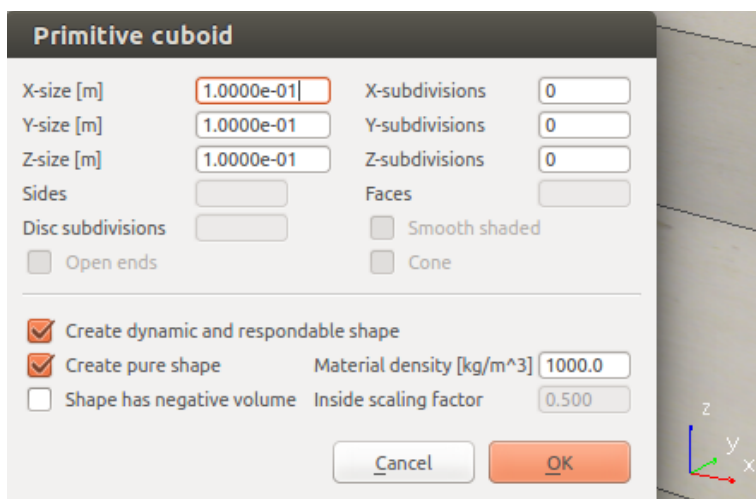 Primitive cuboid
X-size [m] 1.0000e-01 X-subdivisions 0
Y-size [m] 1.0000e-01 Y-subdivisions 0
Z-size [m] 1.0000e-01 Z-subdivisions 0
Sides Faces
Disc subdivisions Smooth shaded
Open ends Cone
Create dynamic and respondable shape
Create pure shape Material density [kg/m^3] 1000.0
Shape has negative volume Inside scaling factor 0.500
Cancel OK
z
y
x